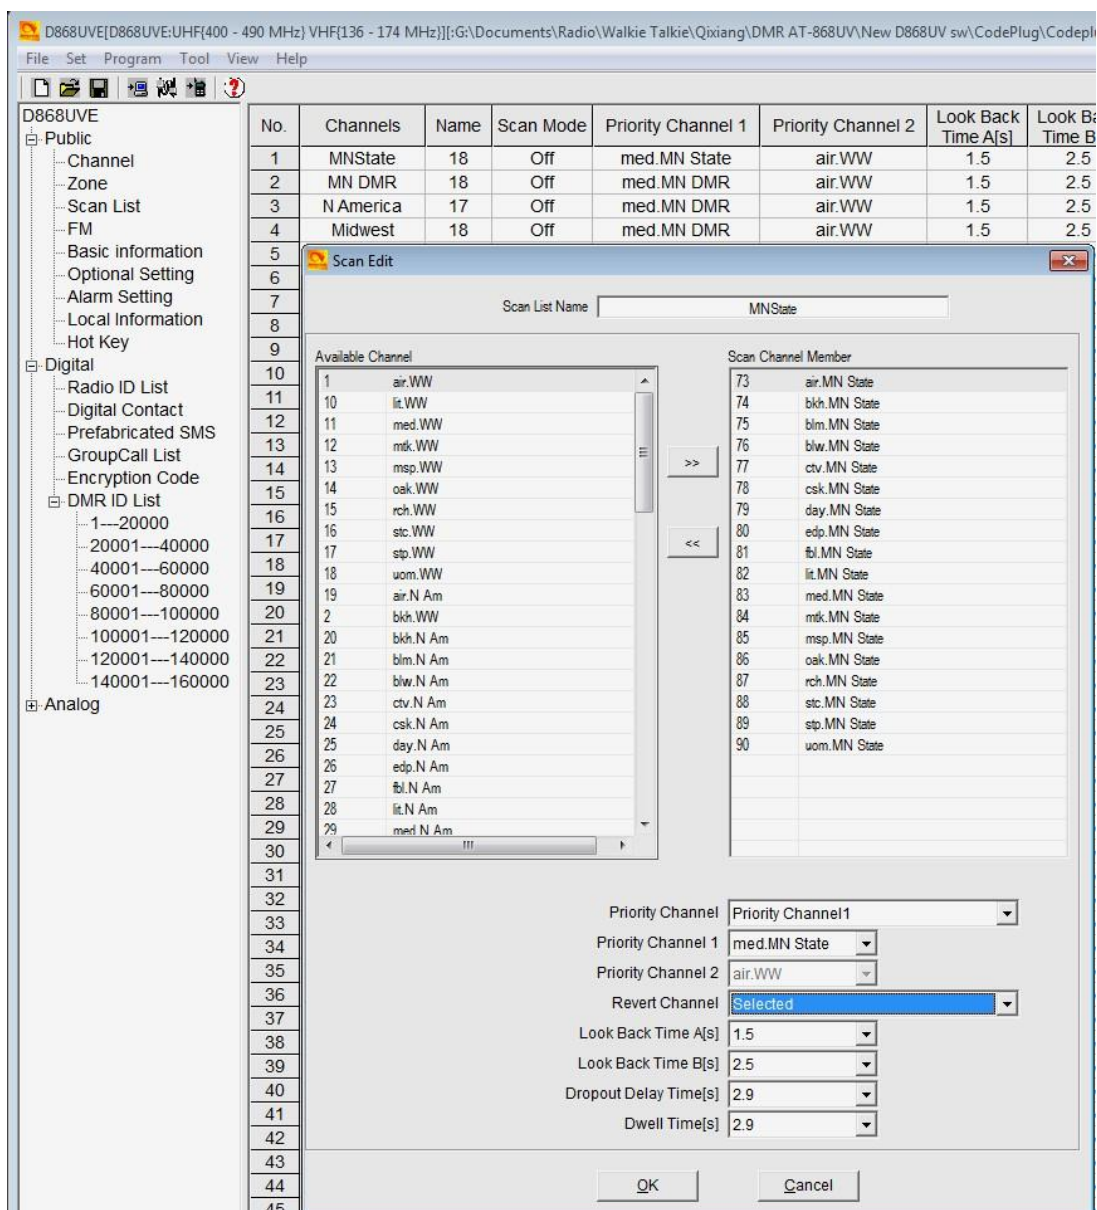 D868UVE[D868UVE:UHF{400 - 490 MHz} VHF{136 - 174 MHz}][:G:\Documents\Radio\Walkie Talkie\Qixiang\DMR AT-868UV\New D868UV sw\CodePlug\Codeplu
File Set Program Tool View Help
D868UVE
Public
Channel
Zone
Scan List
FM
Basic information
Optional Setting
Alarm Setting
Local Information
Hot Key
Digital
Radio ID List
Digital Contact
Prefabricated SMS
GroupCall List
Encryption Code
DMR ID List
1---20000
20001---40000
40001---60000
60001---80000
80001---100000
100001---120000
120001---140000
140001---160000
Analog
No. Channels Name Scan Mode Priority Channel 1 Priority Channel 2 Look Back Time A[s] Look Ba Time B
1 MNState 18 Off med.MN State air.WW 1.5 2.5
2 MN DMR 18 Off med.MN DMR air.WW 1.5 2.5
3 N America 17 Off med.MN DMR air.WW 1.5 2.5
4 Midwest 18 Off med.MN DMR air.WW 1.5 2.5
5
6
7
8
9
10
11
12
13
14
15
16
17
18
19
20
21
22
23
24
25
26
27
28
29
30
31
32
33
34
35
36
37
38
39
40
41
42
43
44
45
Scan Edit
Scan List Name MNState
Available Channel
1 air.WW
10 lit.WW
11 med.WW
12 mtk.WW
13 msp.WW
14 oak.WW
15 rch.WW
16 stc.WW
17 stp.WW
18 uom.WW
19 air.N Am
2 bkh.WW
20 bkh.N Am
21 blm.N Am
22 blw.N Am
23 ctv.N Am
24 csk.N Am
25 day.N Am
26 edp.N Am
27 fbl.N Am
28 lit.N Am
29 med.N Am
>>
<<
Scan Channel Member
73 air.MN State
74 bkh.MN State
75 blm.MN State
76 blw.MN State
77 ctv.MN State
78 csk.MN State
79 day.MN State
80 edp.MN State
81 fbl.MN State
82 lit.MN State
83 med.MN State
84 mtk.MN State
85 msp.MN State
86 oak.MN State
87 rch.MN State
88 stc.MN State
89 stp.MN State
90 uom.MN State
Priority Channel Priority Channel1
Priority Channel 1 med.MN State
Priority Channel 2 air.WW
Revert Channel Selected
Look Back Time A[s] 1.5
Look Back Time B[s] 2.5
Dropout Delay Time[s] 2.9
Dwell Time[s] 2.9
OK Cancel